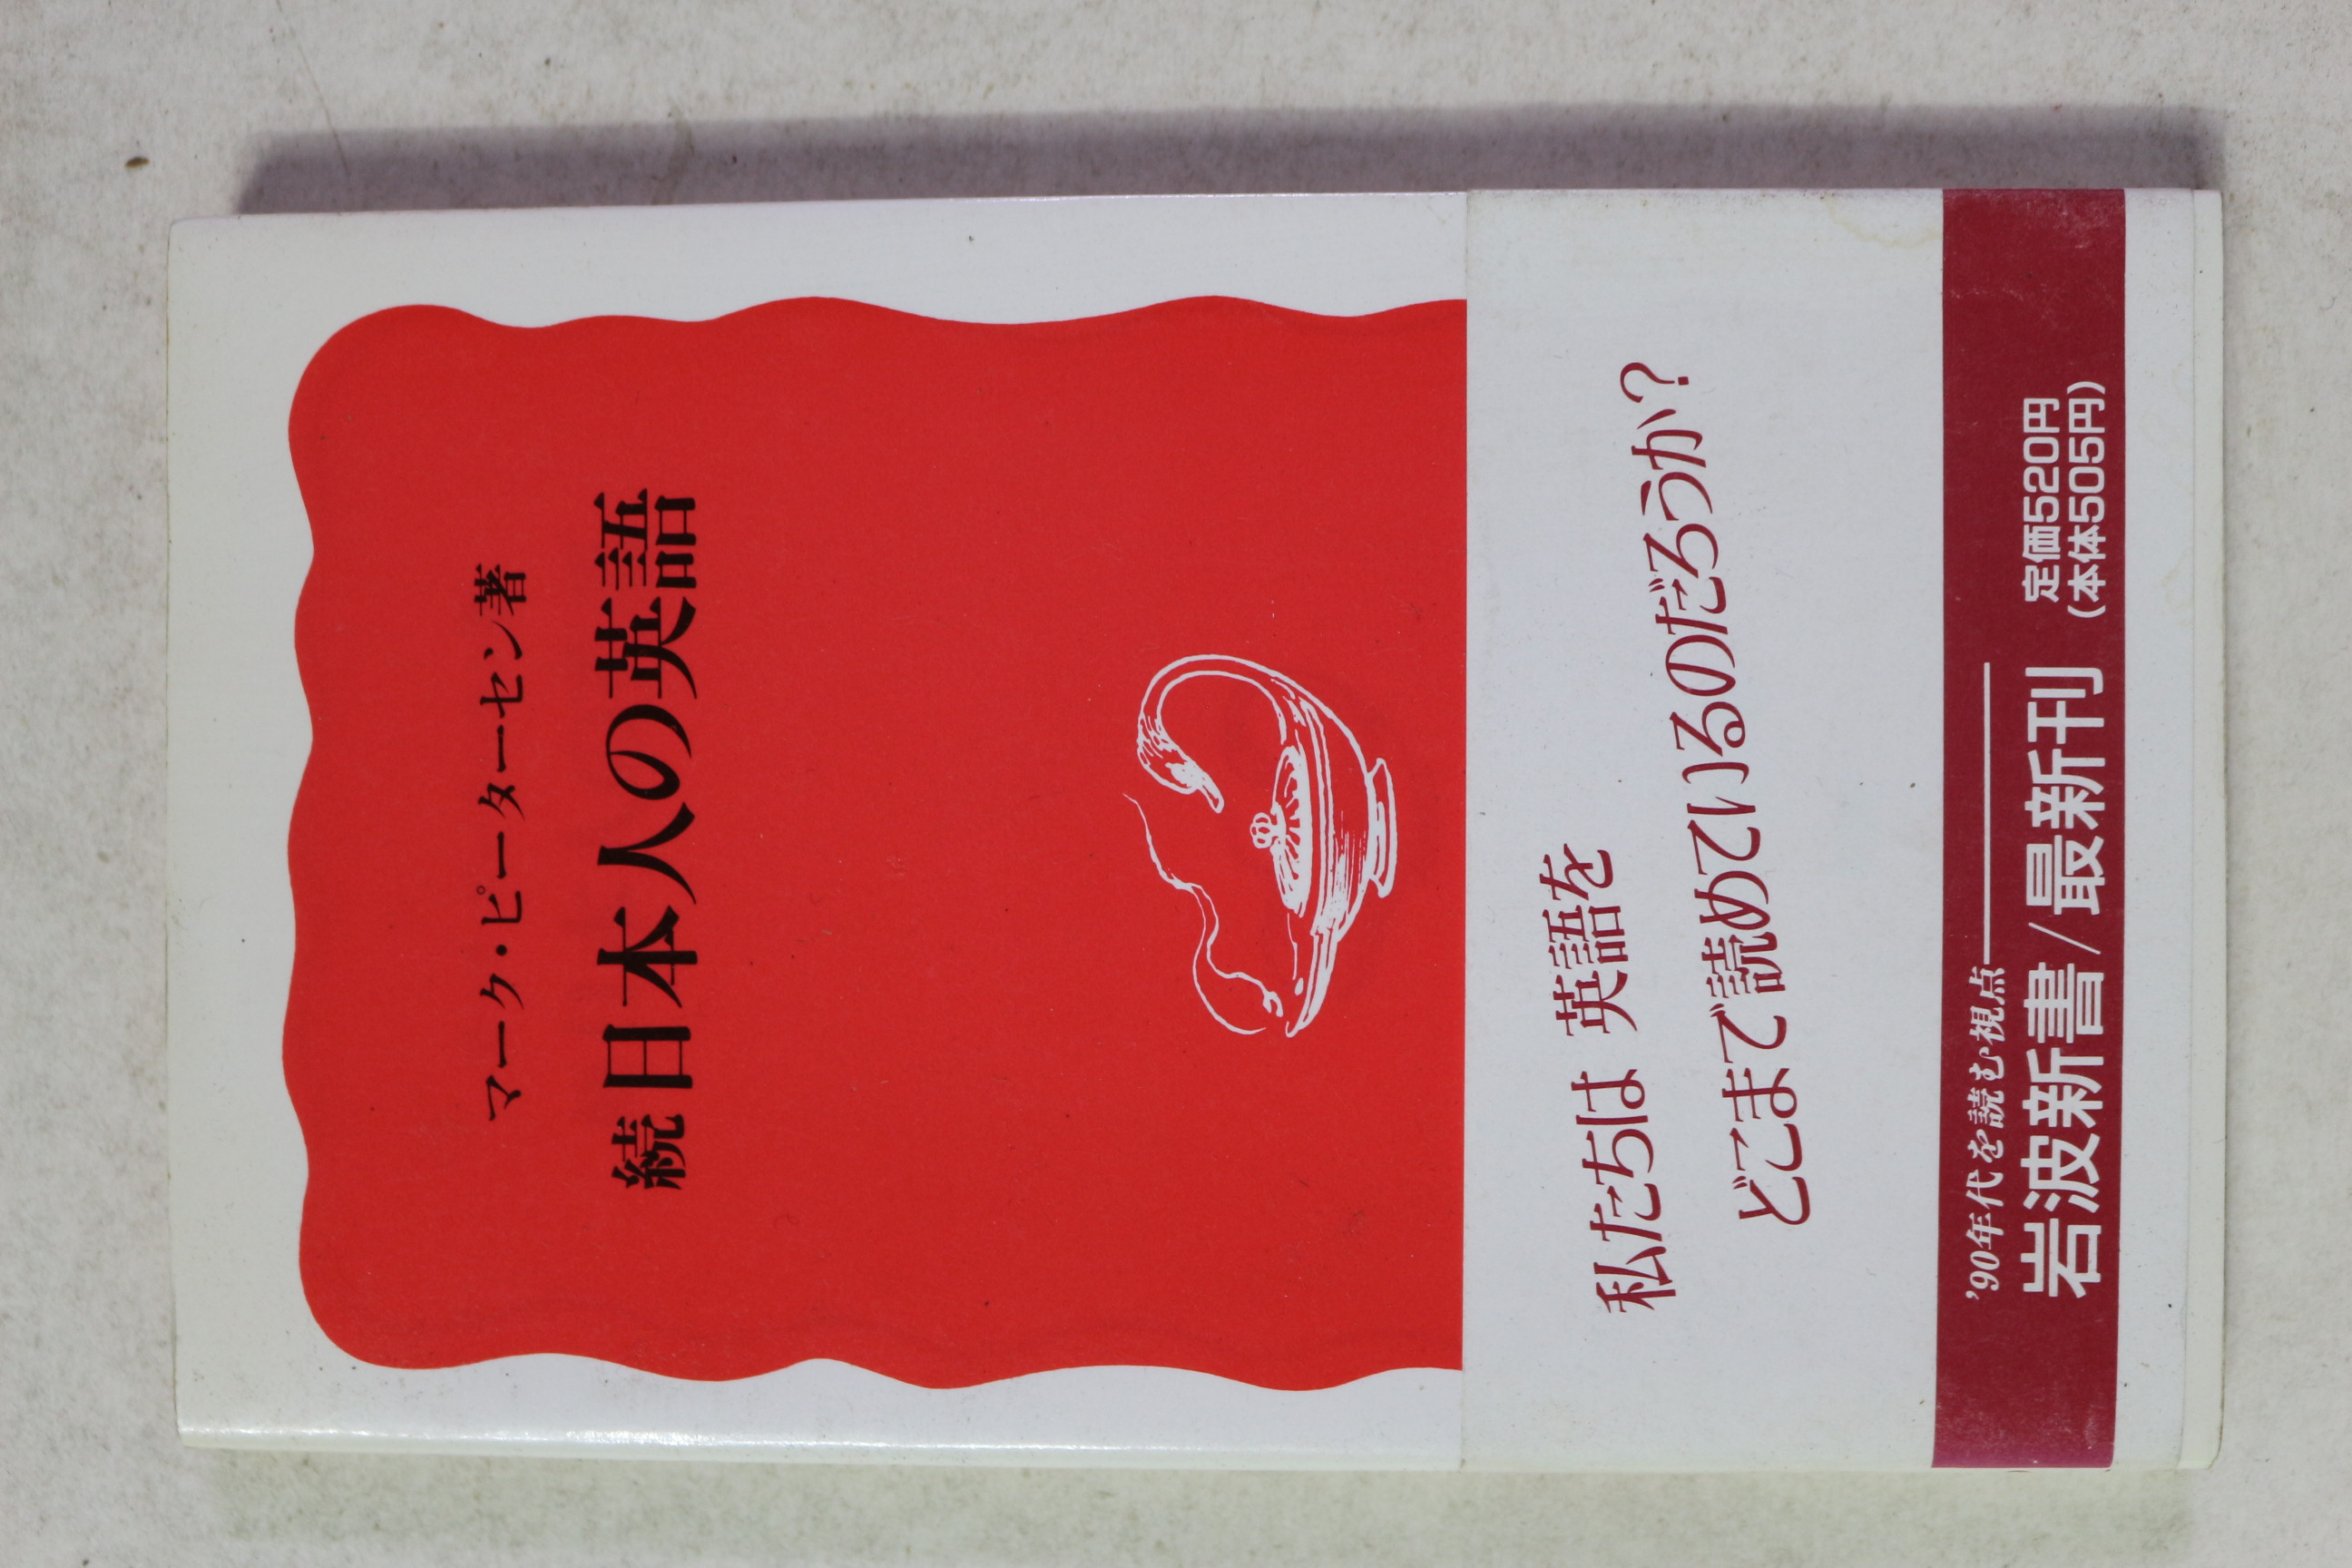 マーク・ピーターセン著
続 日本人の英語
私たちは 英語を
どこまで読めているのだろうか?
'90年代を読む視点
岩波新書/最新刊
定価520円
(本体505円)